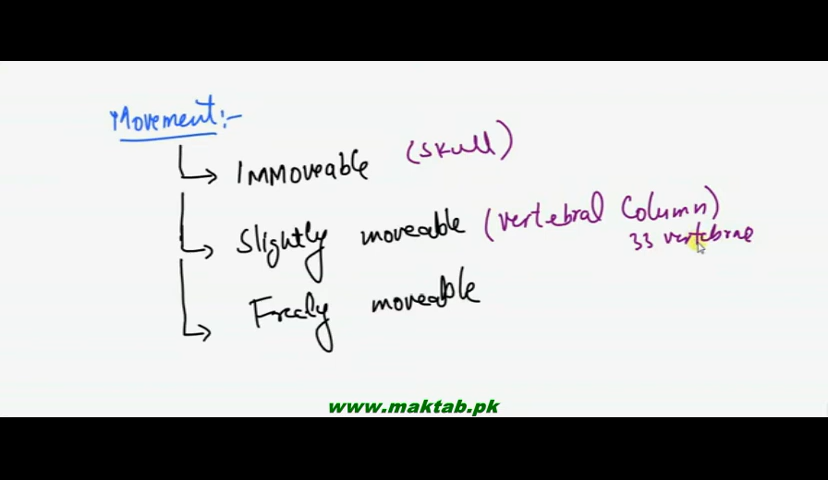 Movement:-
Immoveable (Skull)
Slightly moveable (vertebral Column)
33 vertebrae
Freely moveable
www.maktab.pk